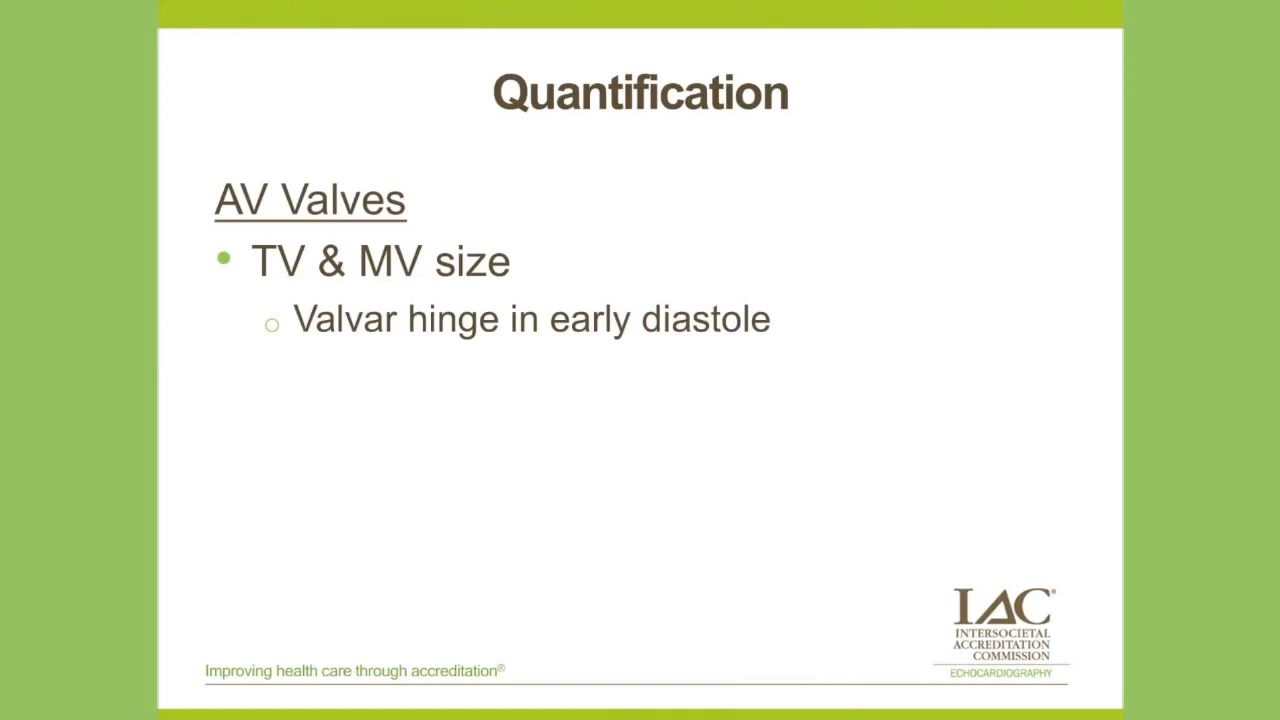 Quantification
AV Valves
• TV & MV size
o Valvar hinge in early diastole
IAC®
INTERSOCIETAL
ACCREDITATION
COMMISSION
ECHOCARDIOGRAPHY
Improving health care through accreditation®